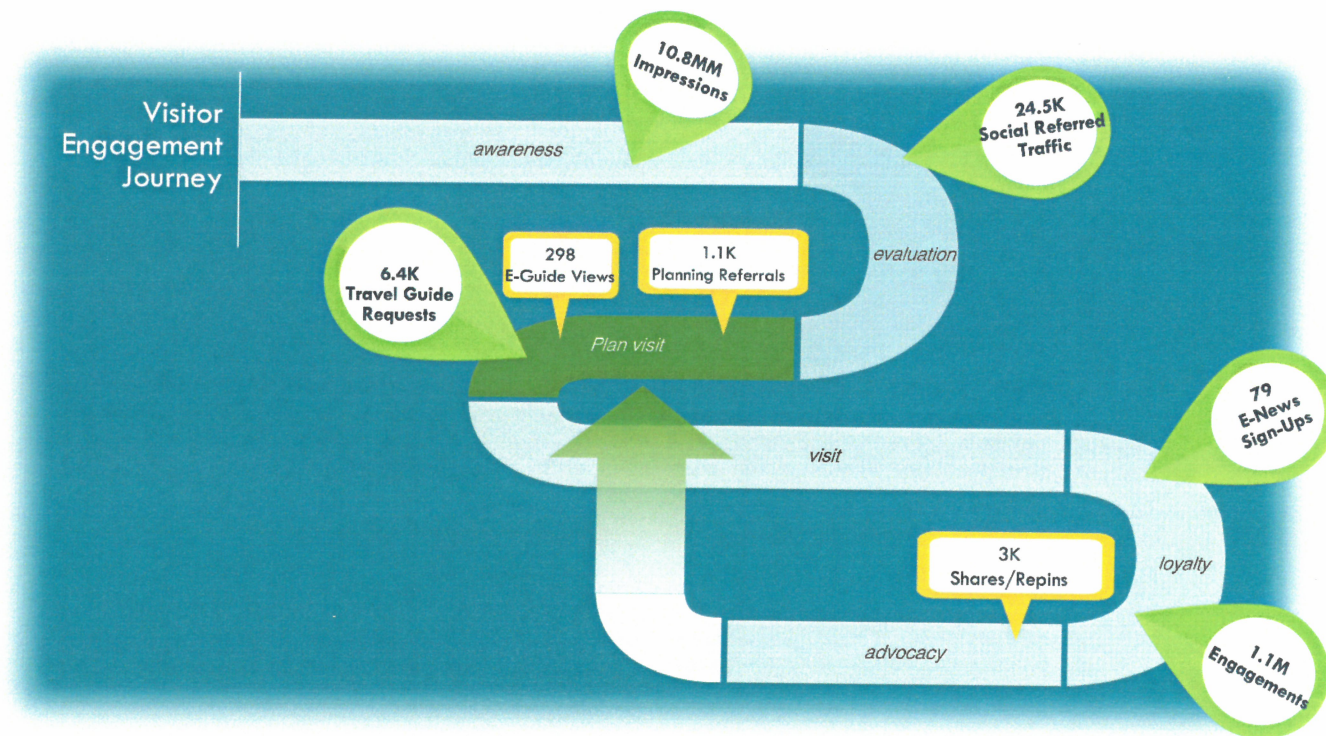 Visitor
Engagement
Journey
10.8MM
Impressions
awareness
24.5K
Social Referred
Traffic
evaluation
298
E-Guide Views
1.1K
Planning Referrals
6.4K
Travel Guide
Requests
Plan visit
79
E-News
Sign-Ups
visit
3K
Shares/Repins
loyalty
advocacy
1.1M
Engagements